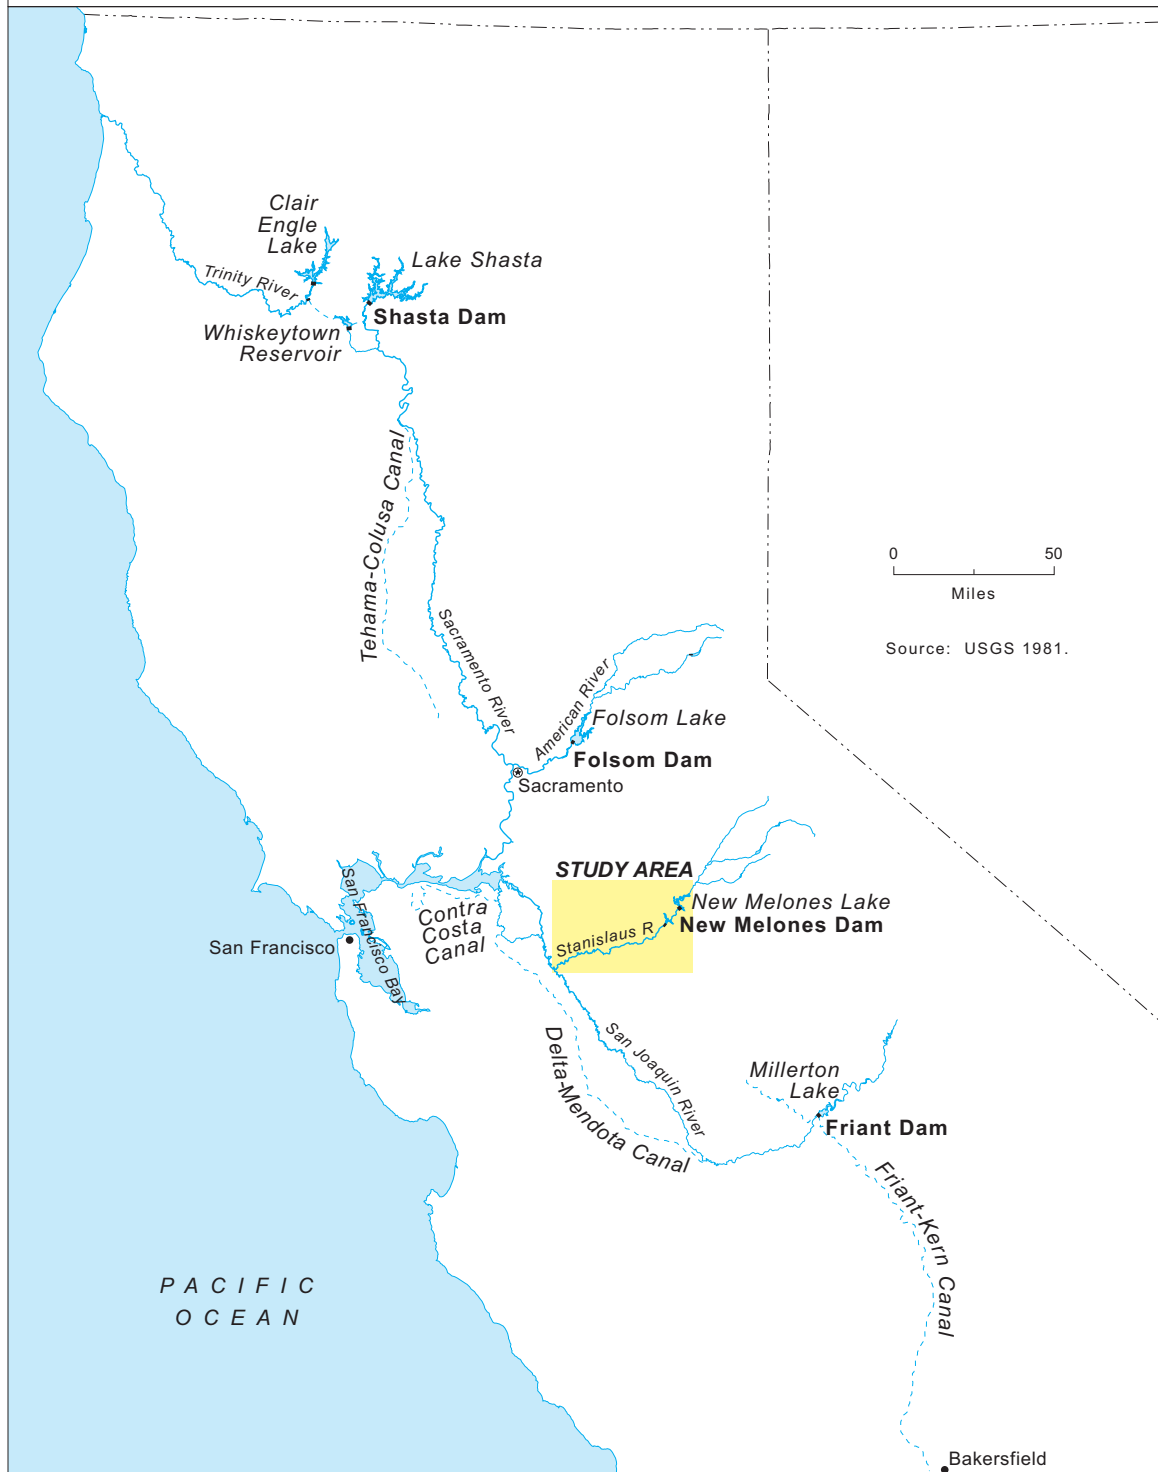 Clair
Engle
Lake
Lake Shasta
Trinity River
Shasta Dam
Whiskeytown
Reservoir
Tehama-Colusa Canal
0 50
Miles
Source: USGS 1981.
Sacramento River
American River
Folsom Lake
Folsom Dam
Sacramento
STUDY AREA
New Melones Lake
New Melones Dam
Stanislaus R
San Francisco Bay
Contra
Costa
Canal
San Francisco
Delta-Mendota Canal
San Joaquin River
Millerton
Lake
Friant Dam
Friant-Kern Canal
PACIFIC
OCEAN
Bakersfield